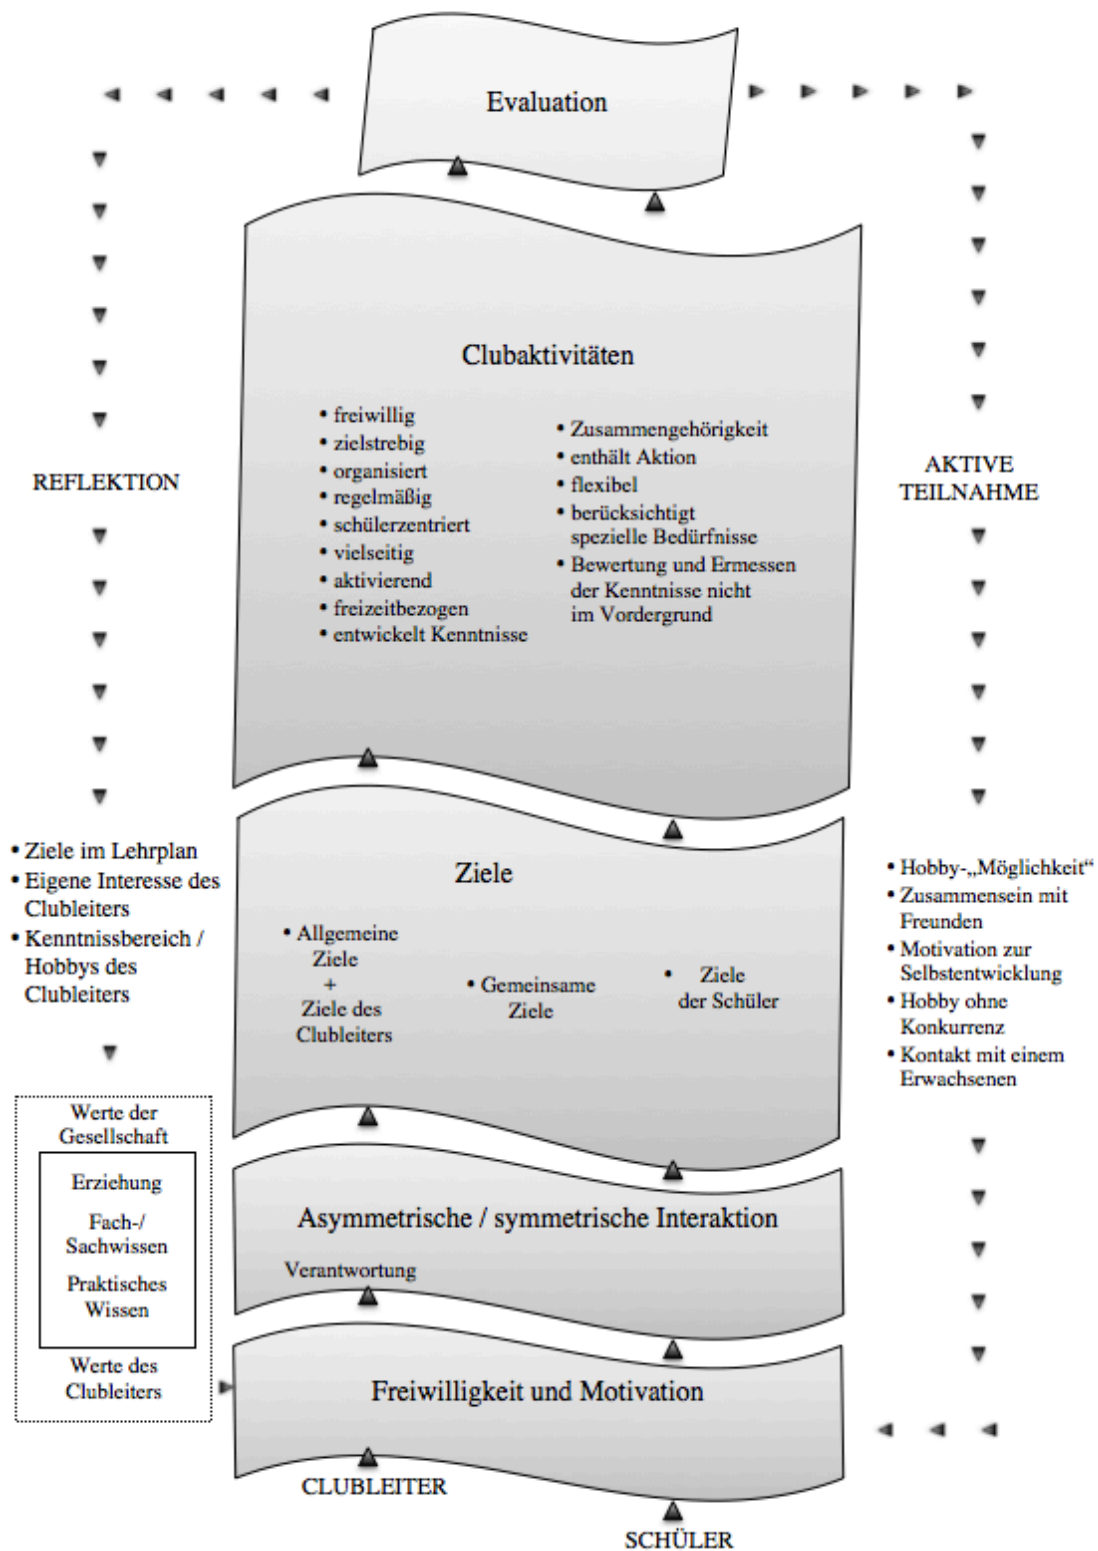 Evaluation
Clubaktivitäten
• freiwillig
• zielstrebig
• organisiert
• regelmäßig
• schülerzentriert
• vielseitig
• aktivierend
• freizeitbezogen
• entwickelt Kenntnisse
• Zusammengehörigkeit
• enthält Aktion
• flexibel
• berücksichtigt
spezielle Bedürfnisse
• Bewertung und Ermessen
der Kenntnisse nicht
im Vordergrund
REFLEKTION
AKTIVE
TEILNAHME
• Ziele im Lehrplan
• Eigene Interesse des
Clubleiters
• Kenntnissbereich /
Hobbys des
Clubleiters
Ziele
• Allgemeine
Ziele
+
Ziele des
Clubleiters
• Gemeinsame
Ziele
• Ziele
der Schüler
• Hobby-„Möglichkeit“
• Zusammensein mit
Freunden
• Motivation zur
Selbstentwicklung
• Hobby ohne
Konkurrenz
• Kontakt mit einem
Erwachsenen
Werte der
Gesellschaft
Erziehung
Fach-/
Sachwissen
Praktisches
Wissen
Werte des
Clubleiters
Asymmetrische / symmetrische Interaktion
Verantwortung
Freiwilligkeit und Motivation
CLUBLEITER
SCHÜLER